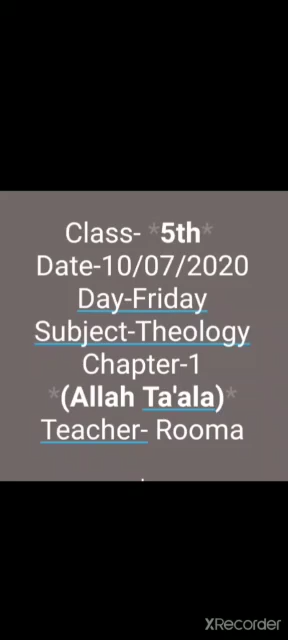 Class- *5th*
Date-10/07/2020
Day-Friday
Subject-Theology
Chapter-1
*(Allah Ta'ala)*
Teacher- Rooma
.
XRecorder